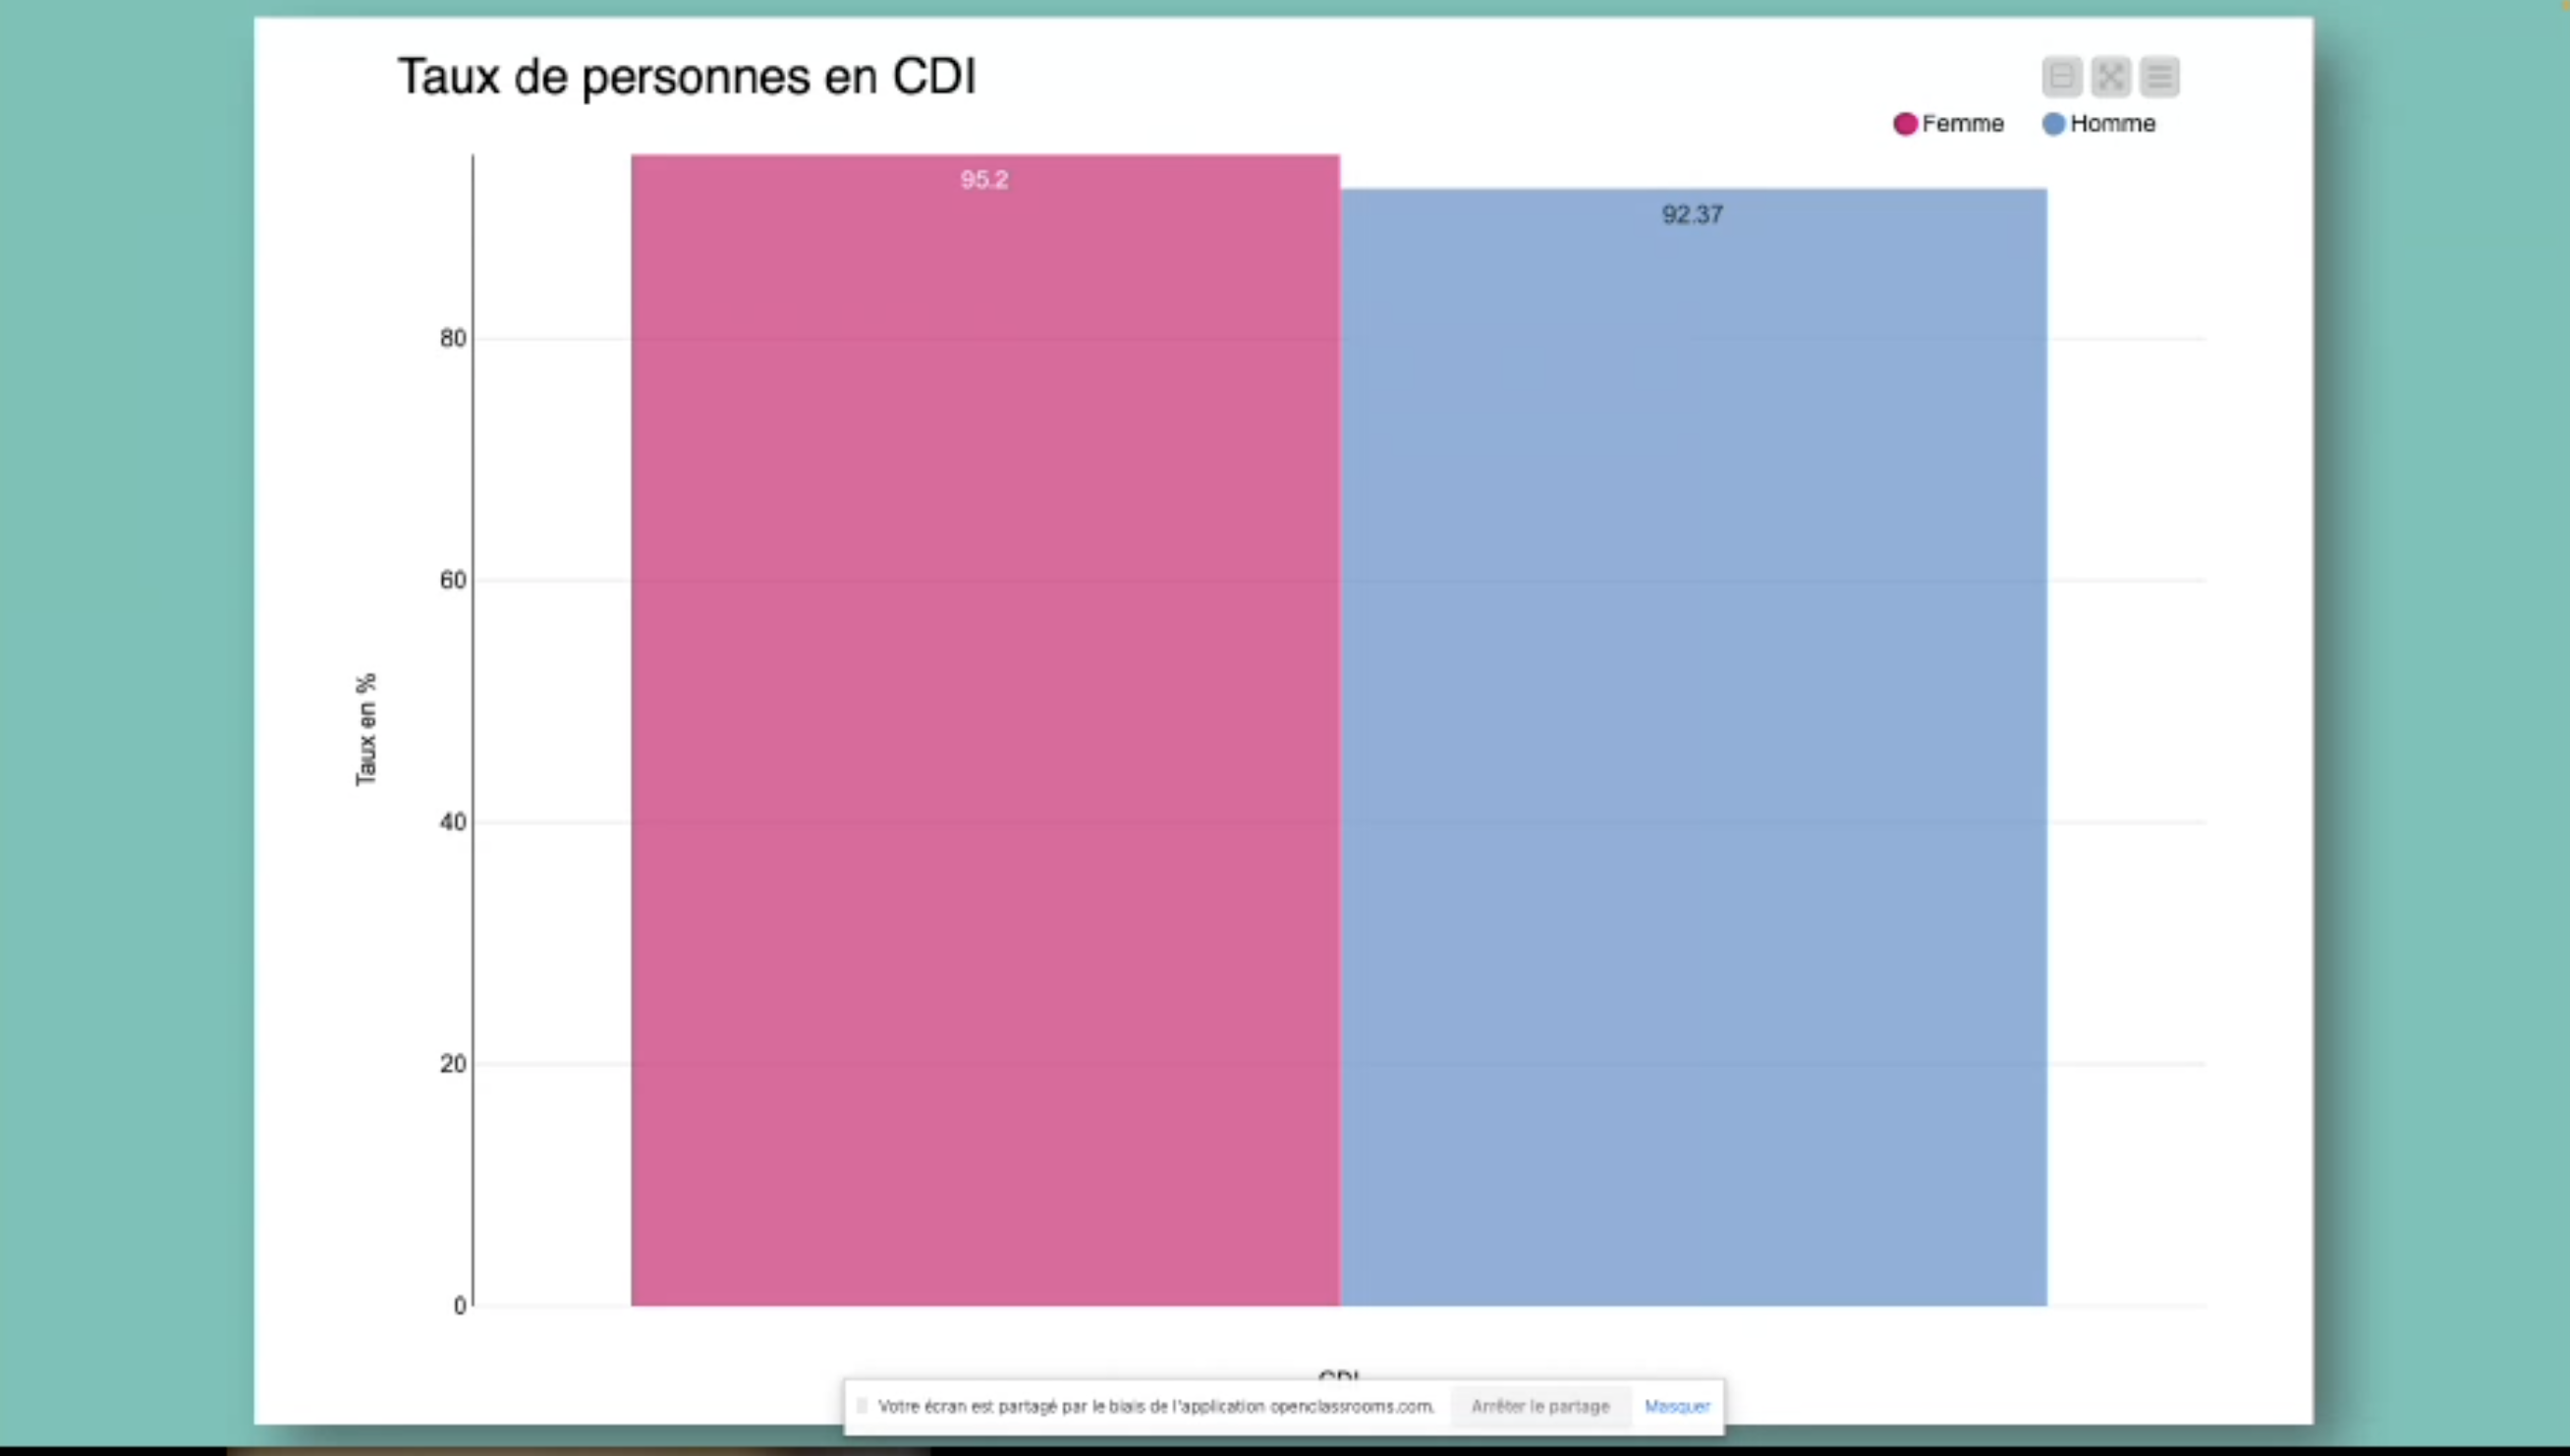 Taux de personnes en CDI
Femme Homme
95.2
92.37
80
60
40
20
0
Taux en %
CDI
Votre écran est partagé par le biais de l'application openclassrooms.com. Arrêter le partage Masquer